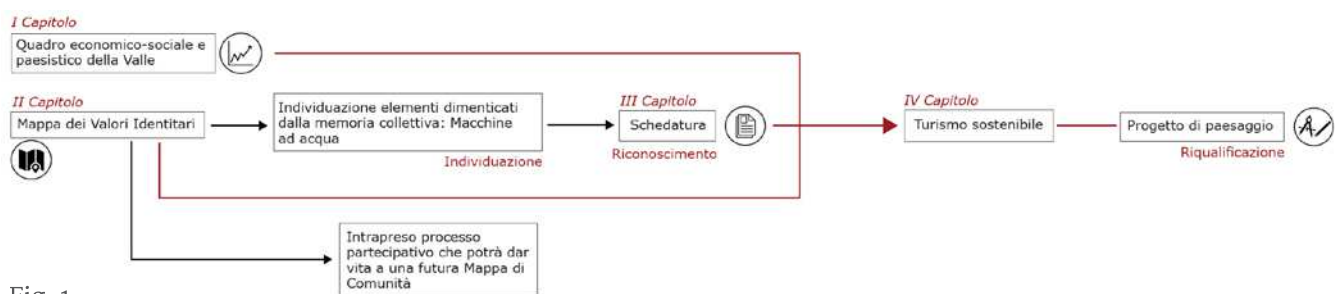 I Capitolo
Quadro economico-sociale e
paesistico della Valle
II Capitolo
Mappa dei Valori Identitari
Individuazione elementi dimenticati
dalla memoria collettiva: Macchine
ad acqua
Individuazione
III Capitolo
Schedatura
Riconoscimento
IV Capitolo
Turismo sostenibile
Progetto di paesaggio
Riqualificazione
Intrapreso processo
partecipativo che potrà dar
vita a una futura Mappa di
Comunità
Fig. 1